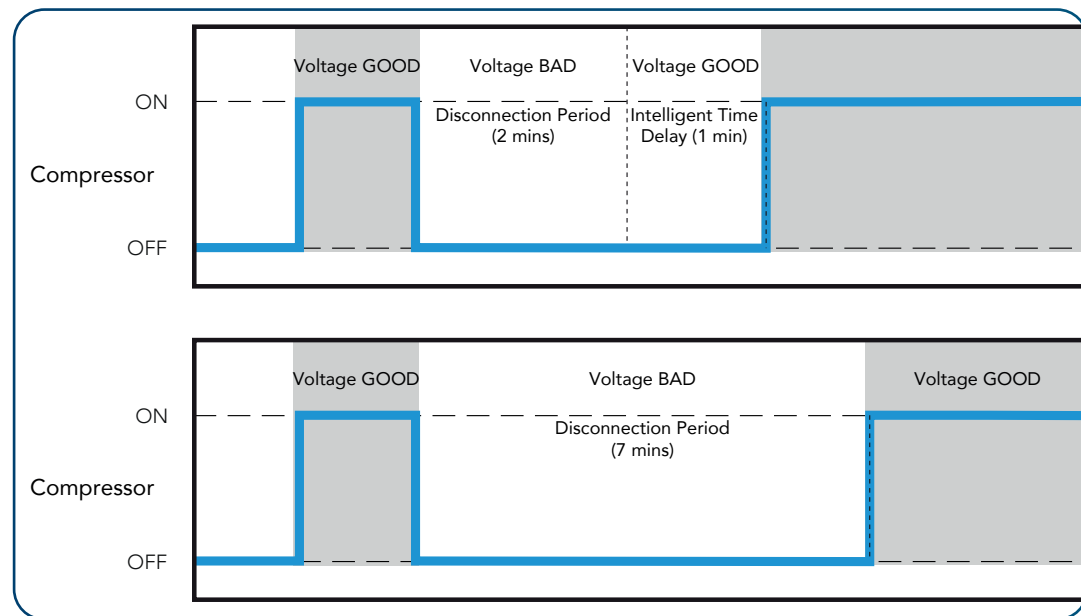 Voltage GOOD
Voltage BAD
Voltage GOOD
ON
Disconnection Period
(2 mins)
Intelligent Time
Delay (1 min)
Compressor
OFF
Voltage GOOD
Voltage BAD
Voltage GOOD
ON
Disconnection Period
(7 mins)
Compressor
OFF